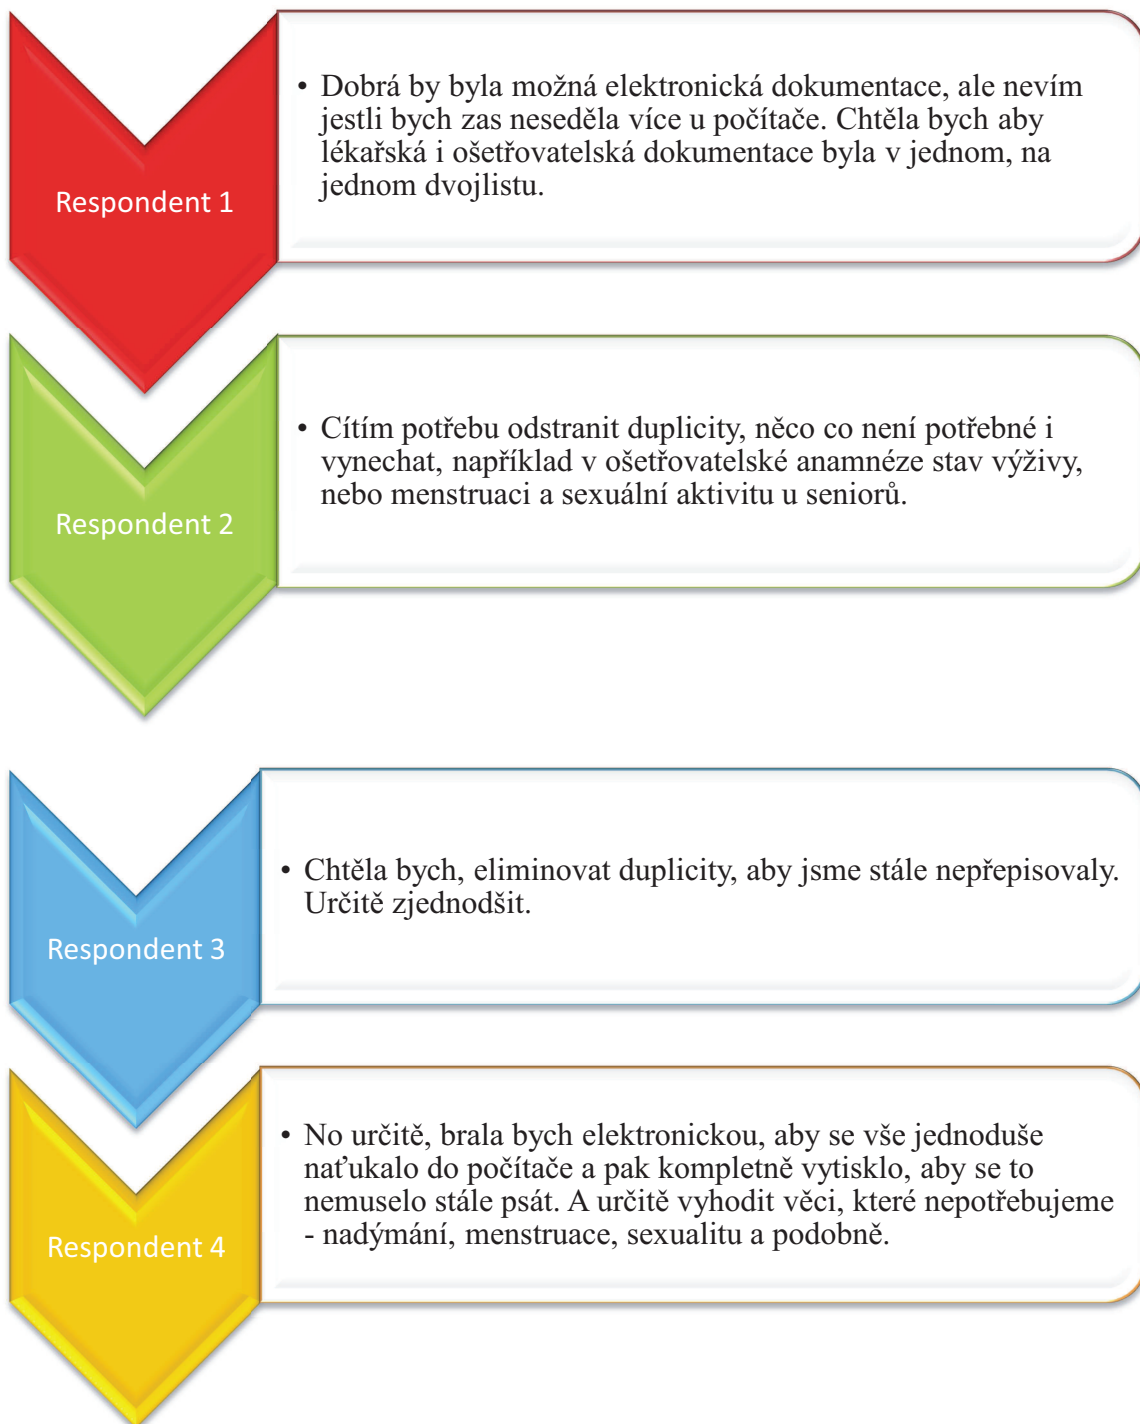 Respondent 1
• Dobrá by byla možná elektronická dokumentace, ale nevím
jestli bych zas neseděla více u počítače. Chtěla bych aby
lékařská i ošetřovatelská dokumentace byla v jednom, na
jednom dvojlistu.
Respondent 2
• Cítím potřebu odstranit duplicity, něco co není potřebné i
vynechat, například v ošetřovatelské anamnéze stav výživy,
nebo menstruaci a sexuální aktivitu u seniorů.
Respondent 3
• Chtěla bych, eliminovat duplicity, aby jsme stále nepřepisovaly.
Určitě zjednodšit.
Respondent 4
• No určitě, brala bych elektronickou, aby se vše jednoduše
naťukalo do počítače a pak kompletně vytisklo, aby se to
nemuselo stále psát. A určitě vyhodit věci, které nepotřebujeme
- nadýmání, menstruace, sexualitu a podobně.